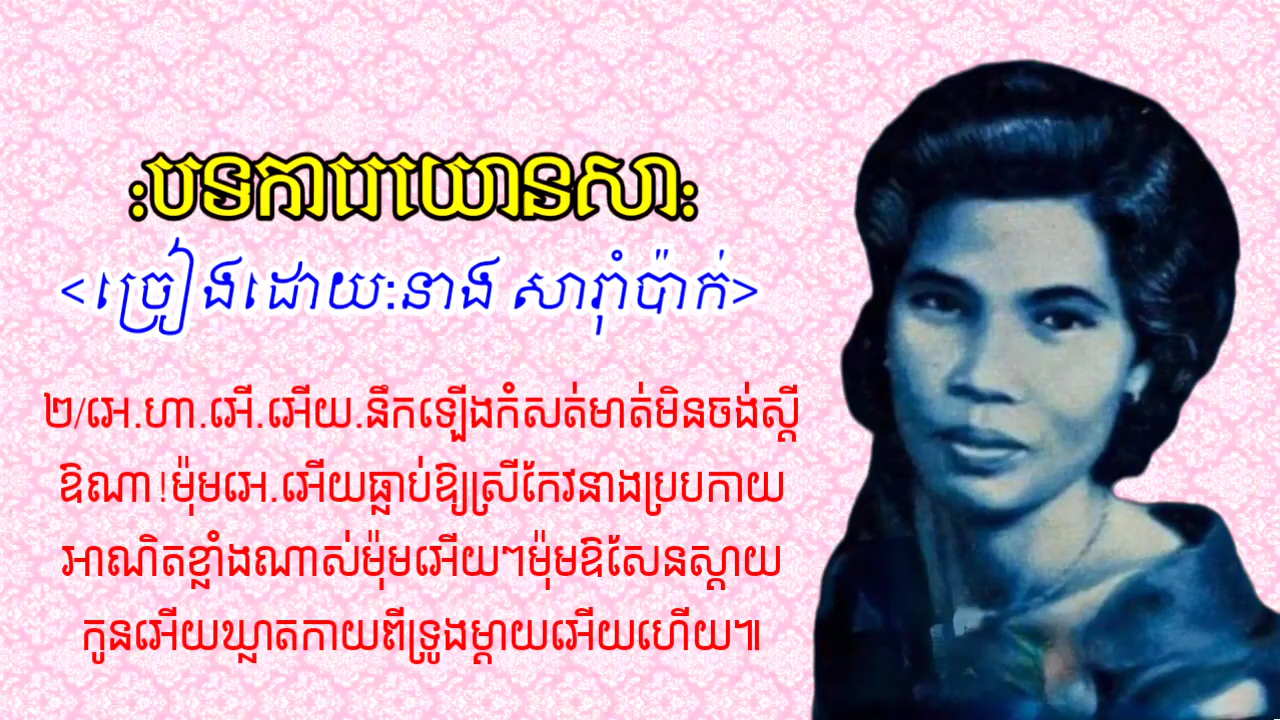 :បទការេយោនសា:
<ច្រៀងដោយ:នាង សារ៉ាំប៉ាក់>
២/អេ.ហា.អើ.អើយ.នឹកឡើងកំសត់មាត់មិនចង់ស្ដី
ឱណា!ម៉ុមអេ.អើយធ្លាប់ឱ្យស្រីកែវនាងប្របកាយ
អាណិតខ្លាំងណាស់ម៉ុមអើយៗម៉ុមឱសែនស្ដាយ
កូនអើយឃ្លាតកាយពីទ្រូងម្ដាយអើយហើយ៕